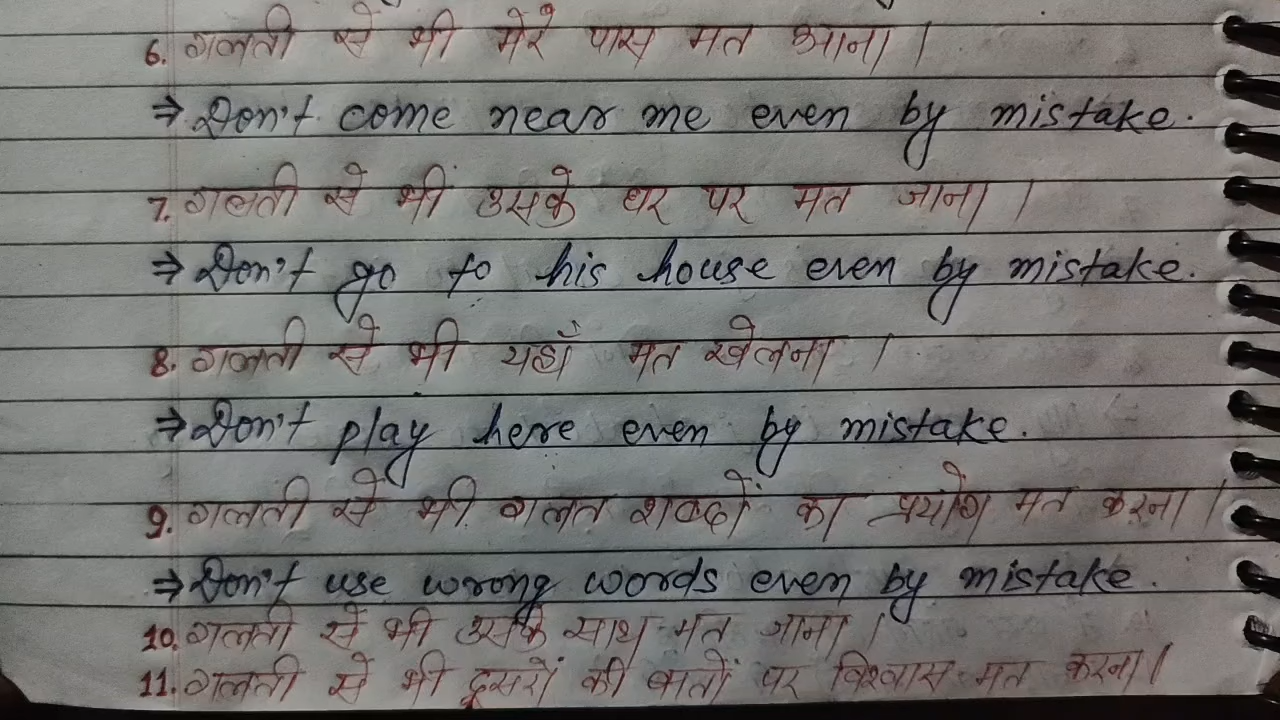 6. गलती से भी मेरे पास मत आना ।
⇒ Don't come near me even by mistake.
7. गलती से भी उसके घर पर मत जाना ।
⇒ Don't go to his house even by mistake.
8. गलती से भी यहाँ मत खेलना ।
⇒ Don't play here even by mistake.
9. गलती से भी गलत शब्दों का प्रयोग मत करना ।
⇒ Don't use wrong words even by mistake.
10. गलती से भी उसके साथ मत जाना ।
11. गलती से भी दूसरों की बातों पर विश्वास मत करना ।